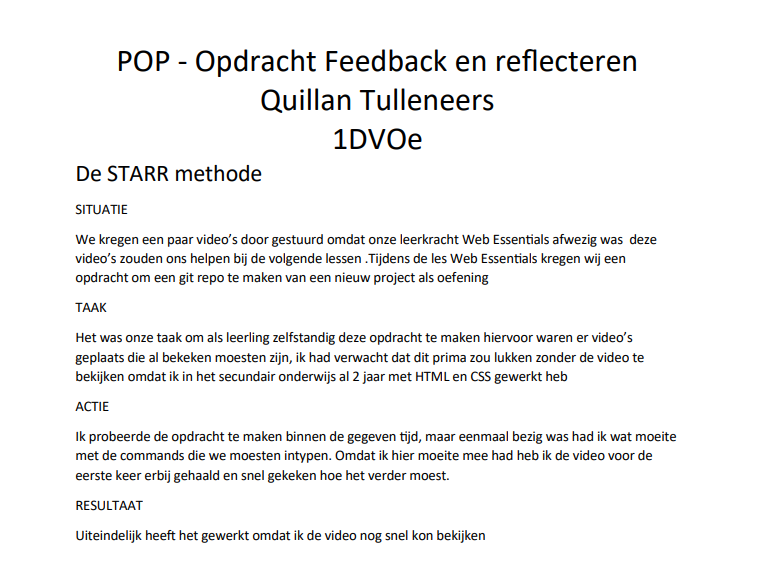 POP - Opdracht Feedback en reflecteren
Quillan Tulleneers
1DVOe
De STARR methode
SITUATIE
We kregen een paar video's door gestuurd omdat onze leerkracht Web Essentials afwezig was  deze
video's zouden ons helpen bij de volgende lessen .Tijdens de les Web Essentials kregen wij een
opdracht om een git repo te maken van een nieuw project als oefening
TAAK
Het was onze taak om als leerling zelfstandig deze opdracht te maken hiervoor waren er video's
geplaats die al bekeken moesten zijn, ik had verwacht dat dit prima zou lukken zonder de video te
bekijken omdat ik in het secundair onderwijs al 2 jaar met HTML en CSS gewerkt heb
ACTIE
Ik probeerde de opdracht te maken binnen de gegeven tijd, maar eenmaal bezig was had ik wat moeite
met de commands die we moesten intypen. Omdat ik hier moeite mee had heb ik de video voor de
eerste keer erbij gehaald en snel gekeken hoe het verder moest.
RESULTAAT
Uiteindelijk heeft het gewerkt omdat ik de video nog snel kon bekijken